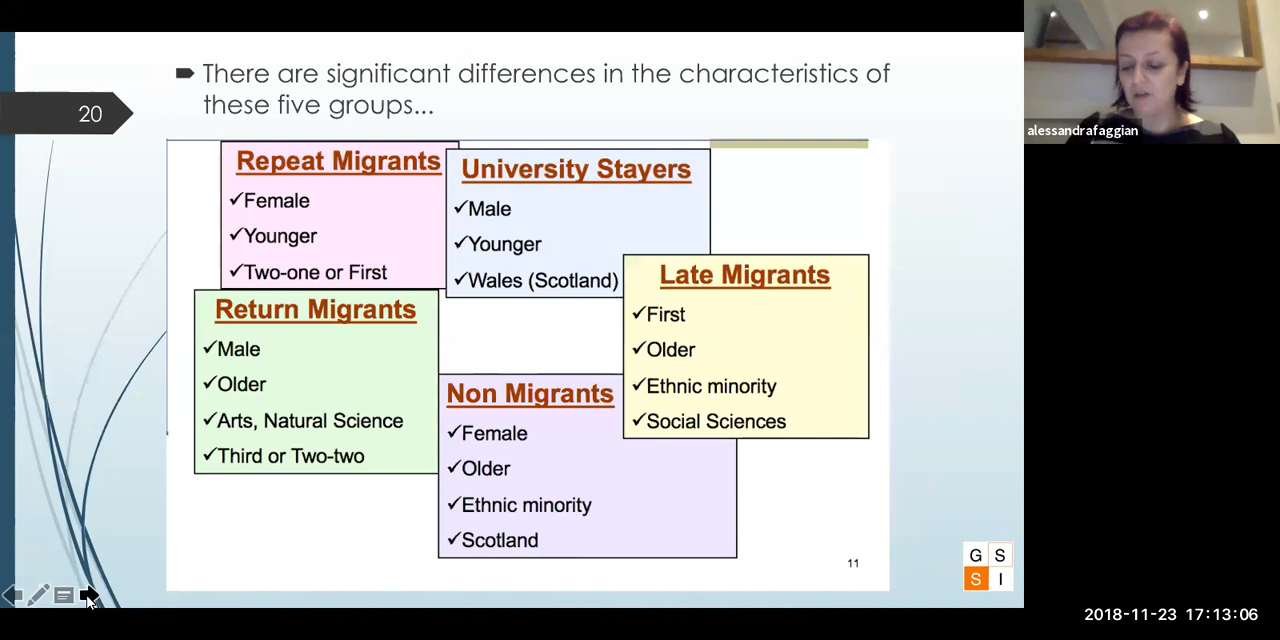 There are significant differences in the characteristics of
these five groups...
20
Repeat Migrants
✓Female
✓Younger
✓Two-one or First
University Stayers
✓Male
✓Younger
✓Wales (Scotland)
Late Migrants
✓First
✓Older
✓Ethnic minority
✓Social Sciences
Return Migrants
✓Male
✓Older
✓Arts, Natural Science
✓Third or Two-two
Non Migrants
✓Female
✓Older
✓Ethnic minority
✓Scotland
11
G S
S I
alessandrafaggian
2018-11-23 17:13:06